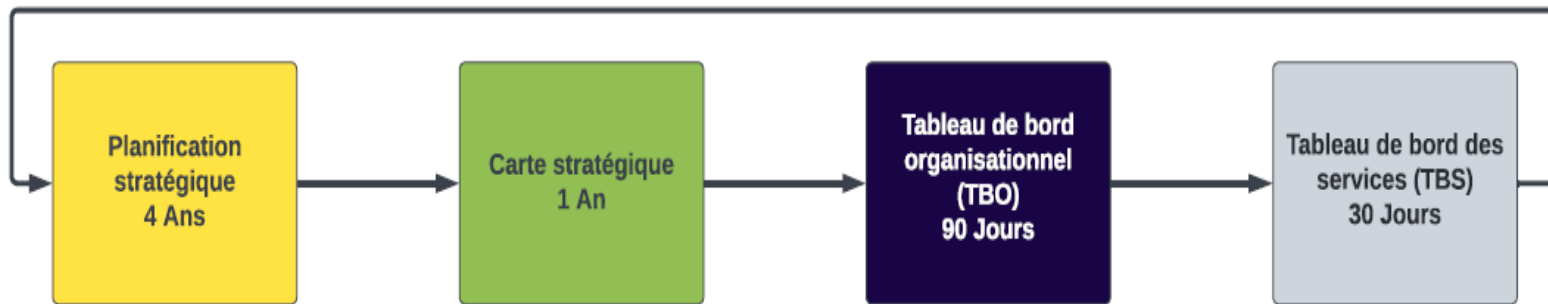 Planification
stratégique
4 Ans
Carte stratégique
1 An
Tableau de bord
organisationnel
(TBO)
90 Jours
Tableau de bord des
services (TBS)
30 Jours